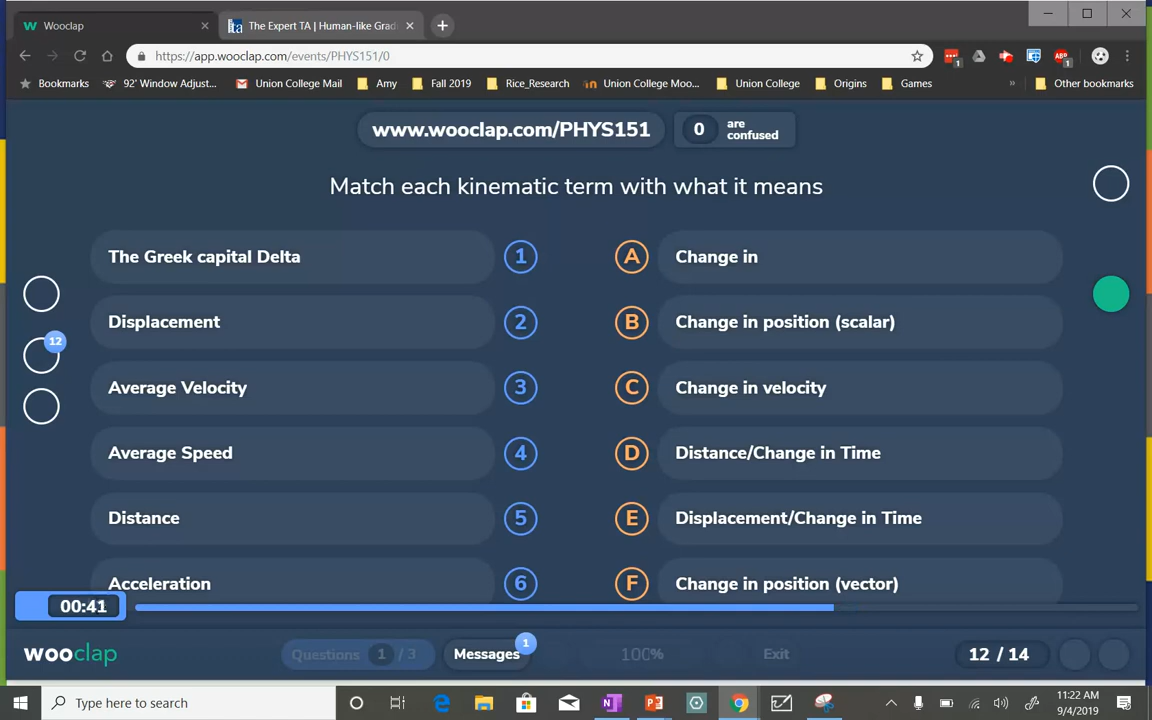 W Wooclap
The Expert TA | Human-like Grad
https://app.wooclap.com/events/PHYS151/0
Bookmarks 92' Window Adjust... Union College Mail Amy Fall 2019 Rice_Research Union College Moo... Union College Origins Games » Other bookmarks
www.wooclap.com/PHYS151
0 are confused
Match each kinematic term with what it means
The Greek capital Delta 1 A Change in
Displacement 2 B Change in position (scalar)
12
Average Velocity 3 C Change in velocity
Average Speed 4 D Distance/Change in Time
Distance 5 E Displacement/Change in Time
Acceleration 6 F Change in position (vector)
00:41
wooclap Questions 1 / 3 Messages 1 100% Exit 12 / 14
Type here to search
11:22 AM
9/4/2019